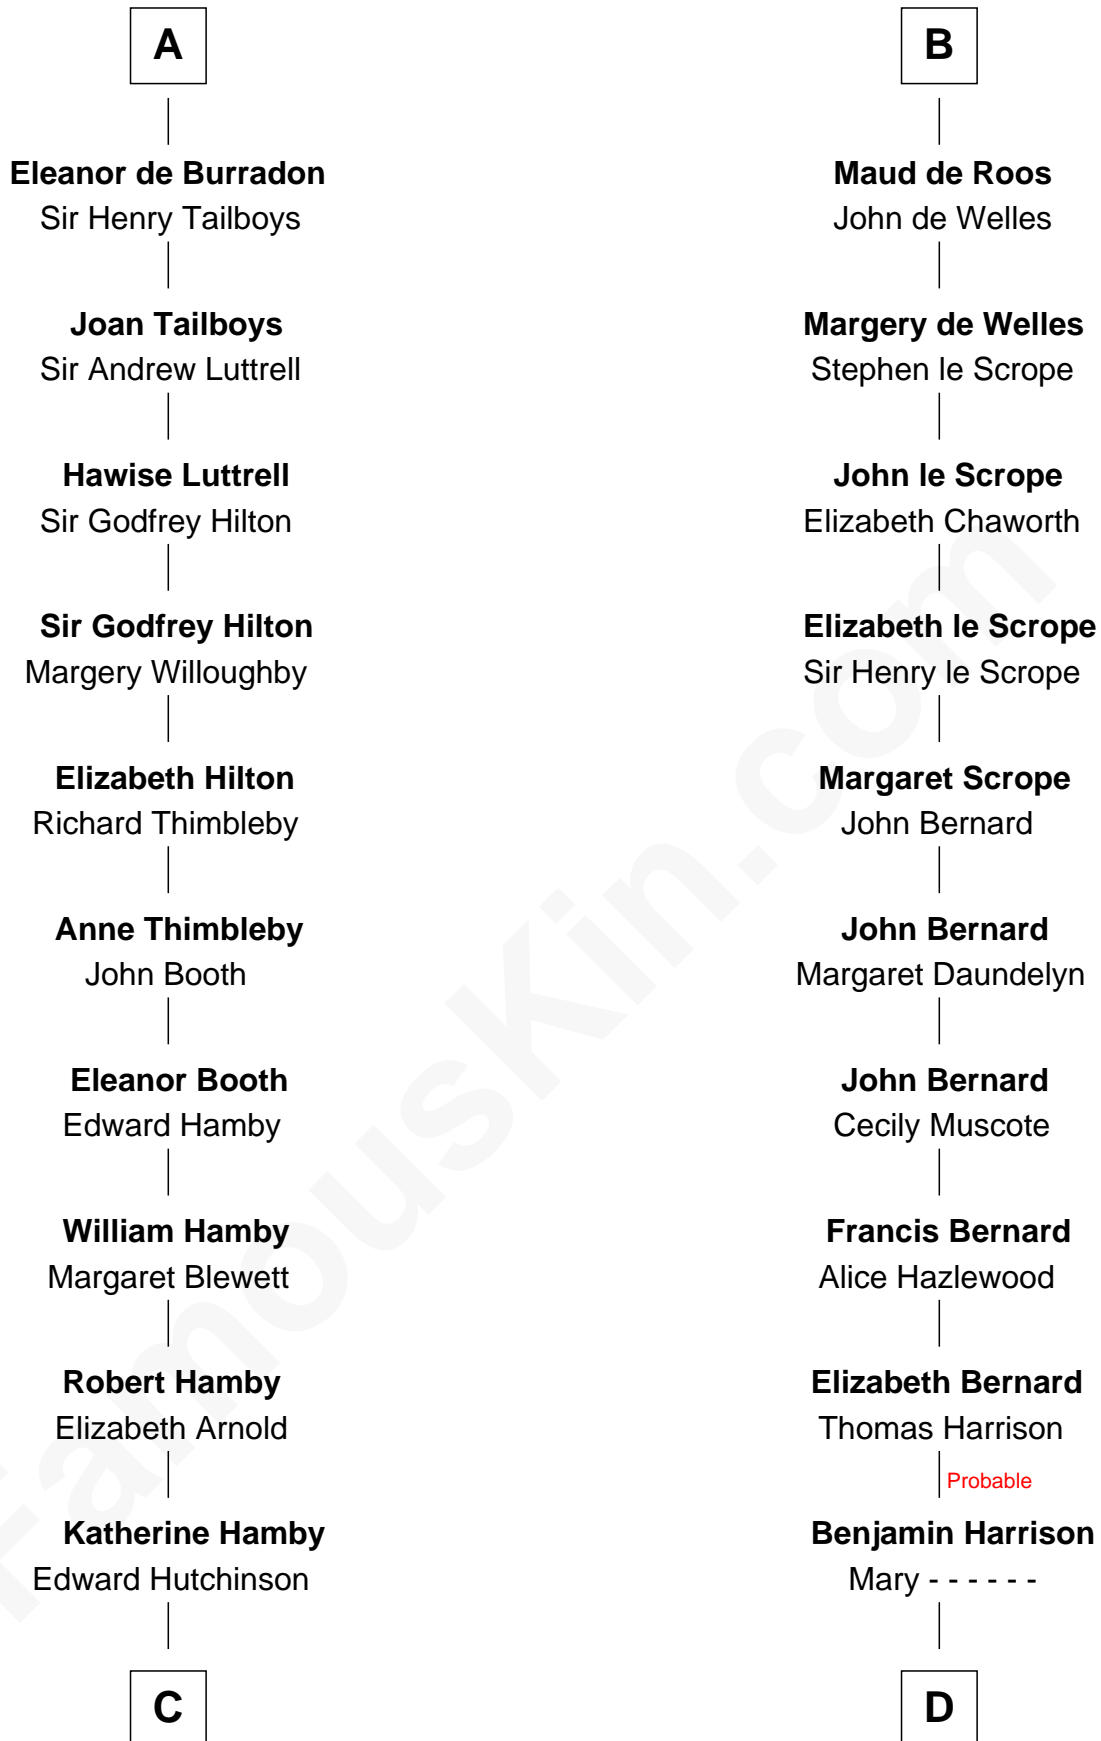 A
Eleanor de Burradon
Sir Henry Tailboys
Joan Tailboys
Sir Andrew Luttrell
Hawise Luttrell
Sir Godfrey Hilton
Sir Godfrey Hilton
Margery Willoughby
Elizabeth Hilton
Richard Thimbleby
Anne Thimbleby
John Booth
Eleanor Booth
Edward Hamby
William Hamby
Margaret Blewett
Robert Hamby
Elizabeth Arnold
Katherine Hamby
Edward Hutchinson
C
B
Maud de Roos
John de Welles
Margery de Welles
Stephen le Scrope
John le Scrope
Elizabeth Chaworth
Elizabeth le Scrope
Sir Henry le Scrope
Margaret Scrope
John Bernard
John Bernard
Margaret Daundelyn
John Bernard
Cecily Muscote
Francis Bernard
Alice Hazlewood
Elizabeth Bernard
Thomas Harrison
Probable
Benjamin Harrison
Mary - - - - - -
D
FamousKin.com